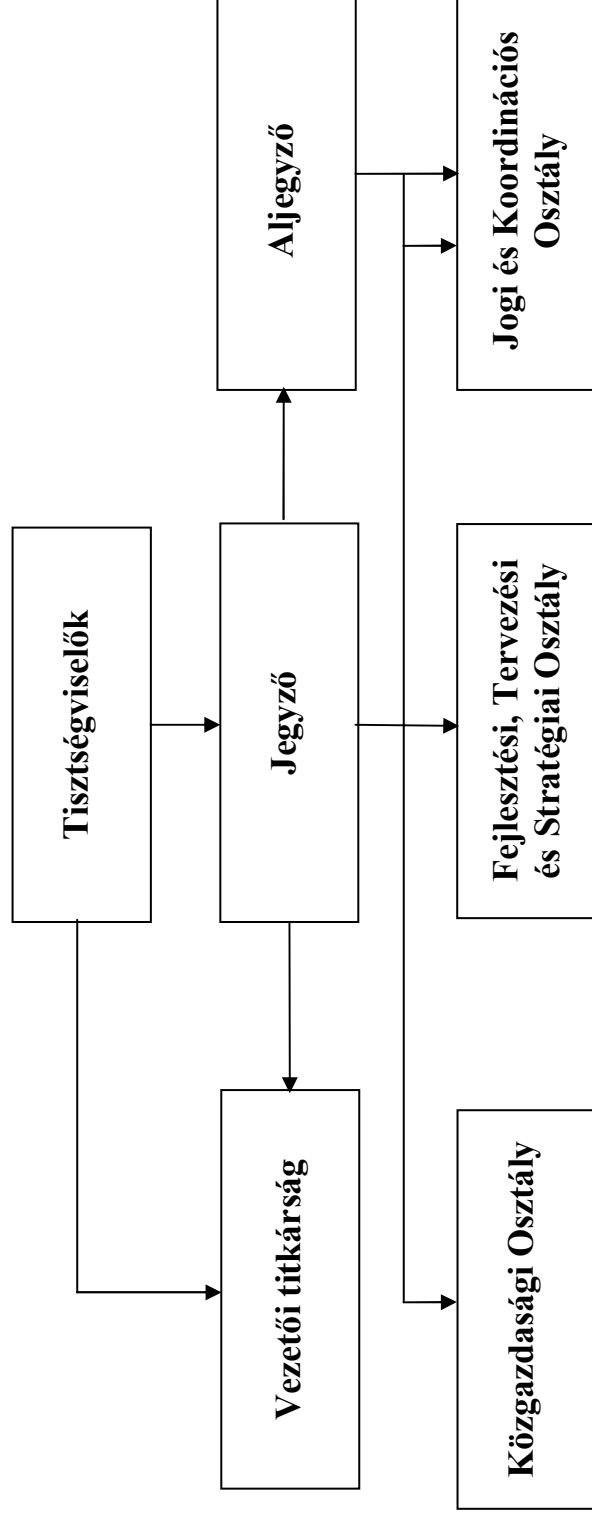 Tisztségviselők
Vezetői titkárság
Jegyző
Aljegyző
Közgazdasági Osztály
Fejlesztési, Tervezési
és Stratégiai Osztály
Jogi és Koordinációs
Osztály